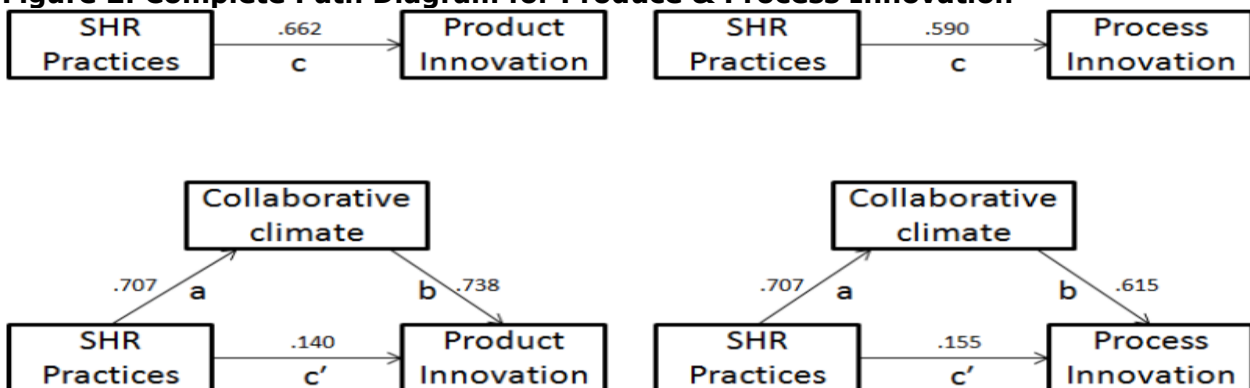 Figure 2: Complete Path Diagram for Produce & Process Innovation
SHR Practices .662 c Product Innovation
SHR Practices .590 c Process Innovation
Collaborative climate
.707 a b .738
SHR Practices .140 c′ Product Innovation
Collaborative climate
.707 a b .615
SHR Practices .155 c′ Process Innovation